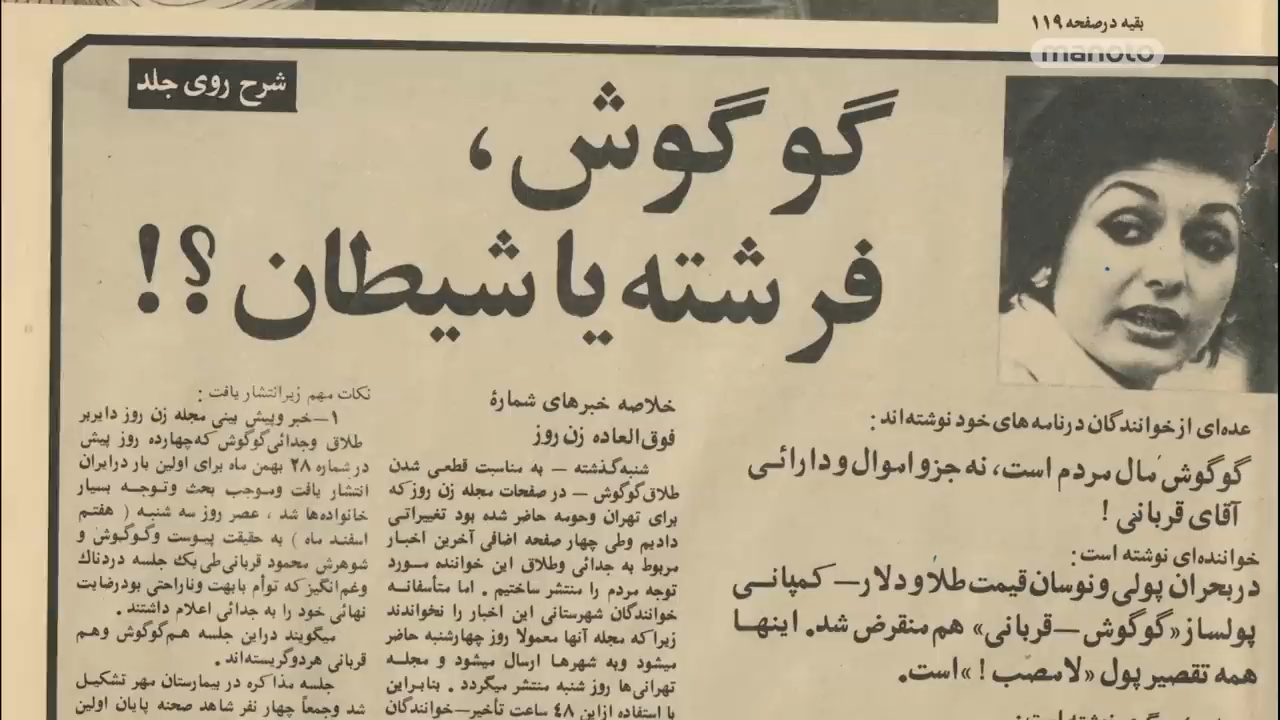 بقیه درصفحه ۱۱۹
manoto
شرح روی جلد
گوگوش،
فرشته یا شیطان؟!
عده‌ای ازخوانندگان درنامه های خود نوشته‌اند:
گوگوش مال مردم است، نه جزو اموال و دارائی
آقای قربانی!
خواننده‌ای نوشته است:
در بحران پولی و نوسان قیمت طلا و دلار — کمپانی
پولساز «گوگوش — قربانی» هم منقرض شد. اینها
همه تقصیر پول «لامصب!» است.
خلاصه خبرهای شمارهٔ
فوق‌العاده زن روز
شنبه‌گذشته — به مناسبت قطعی شدن
طلاق‌گوگوش — در صفحات مجله زن روز که
برای تهران وحومه حاضر شده بود تغییراتی
دادیم وطی چهار صفحه اضافی آخرین اخبار
مربوط به جدائی وطلاق این خواننده مورد
توجه مردم را منتشر ساختیم . اما متأسفانه
خوانندگان شهرستانی این اخبار را نخواندند
زیرا که مجله آنها معمولا روز چهارشنبه حاضر
میشود وبه شهرها ارسال میشود و مجله
تهرانی‌ها روز شنبه منتشر میگردد . بنابراین
با استفاده ازاین ۴۸ ساعت تأخیر—خوانندگان
نکات مهم زیرانتشار یافت :
۱—خبر وپیش بینی مجله زن روز دایربر
طلاق وجدائی‌گوگوش که‌چهارده روز پیش
در شماره ۲۸ بهمن ماه برای اولین بار درایران
انتشار یافت وموجب بحث وتوجه بسیار
خانواده‌ها شد ، عصر روز سه شنبه ( هفتم
اسفند ماه ) به حقیقت پیوست وگوگوش و
شوهرش محمود قربانی‌طی‌یک جلسه دردناک
وغم‌انگیز که توأم بابهت وناراحتی بودرضایت
نهائی خود را به جدائی اعلام داشتند .
میگویند دراین جلسه هم‌گوگوش وهم
قربانی هردوگریسته‌اند .
جلسه مذاکره در بیمارستان مهر تشکیل
شد وجمعاً چهار نفر شاهد صحنه پایان اولین